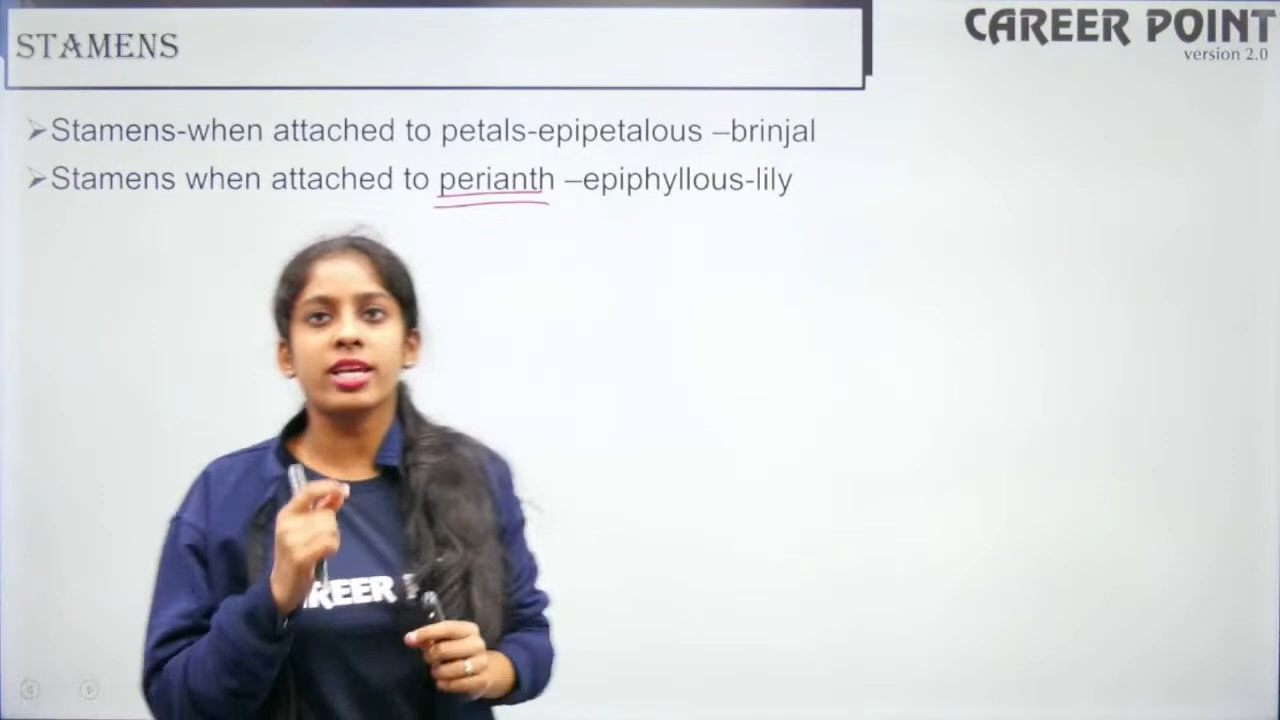 STAMENS
CAREER POINT
version 2.0
➢Stamens-when attached to petals-epipetalous –brinjal
➢Stamens when attached to perianth –epiphyllous-lily